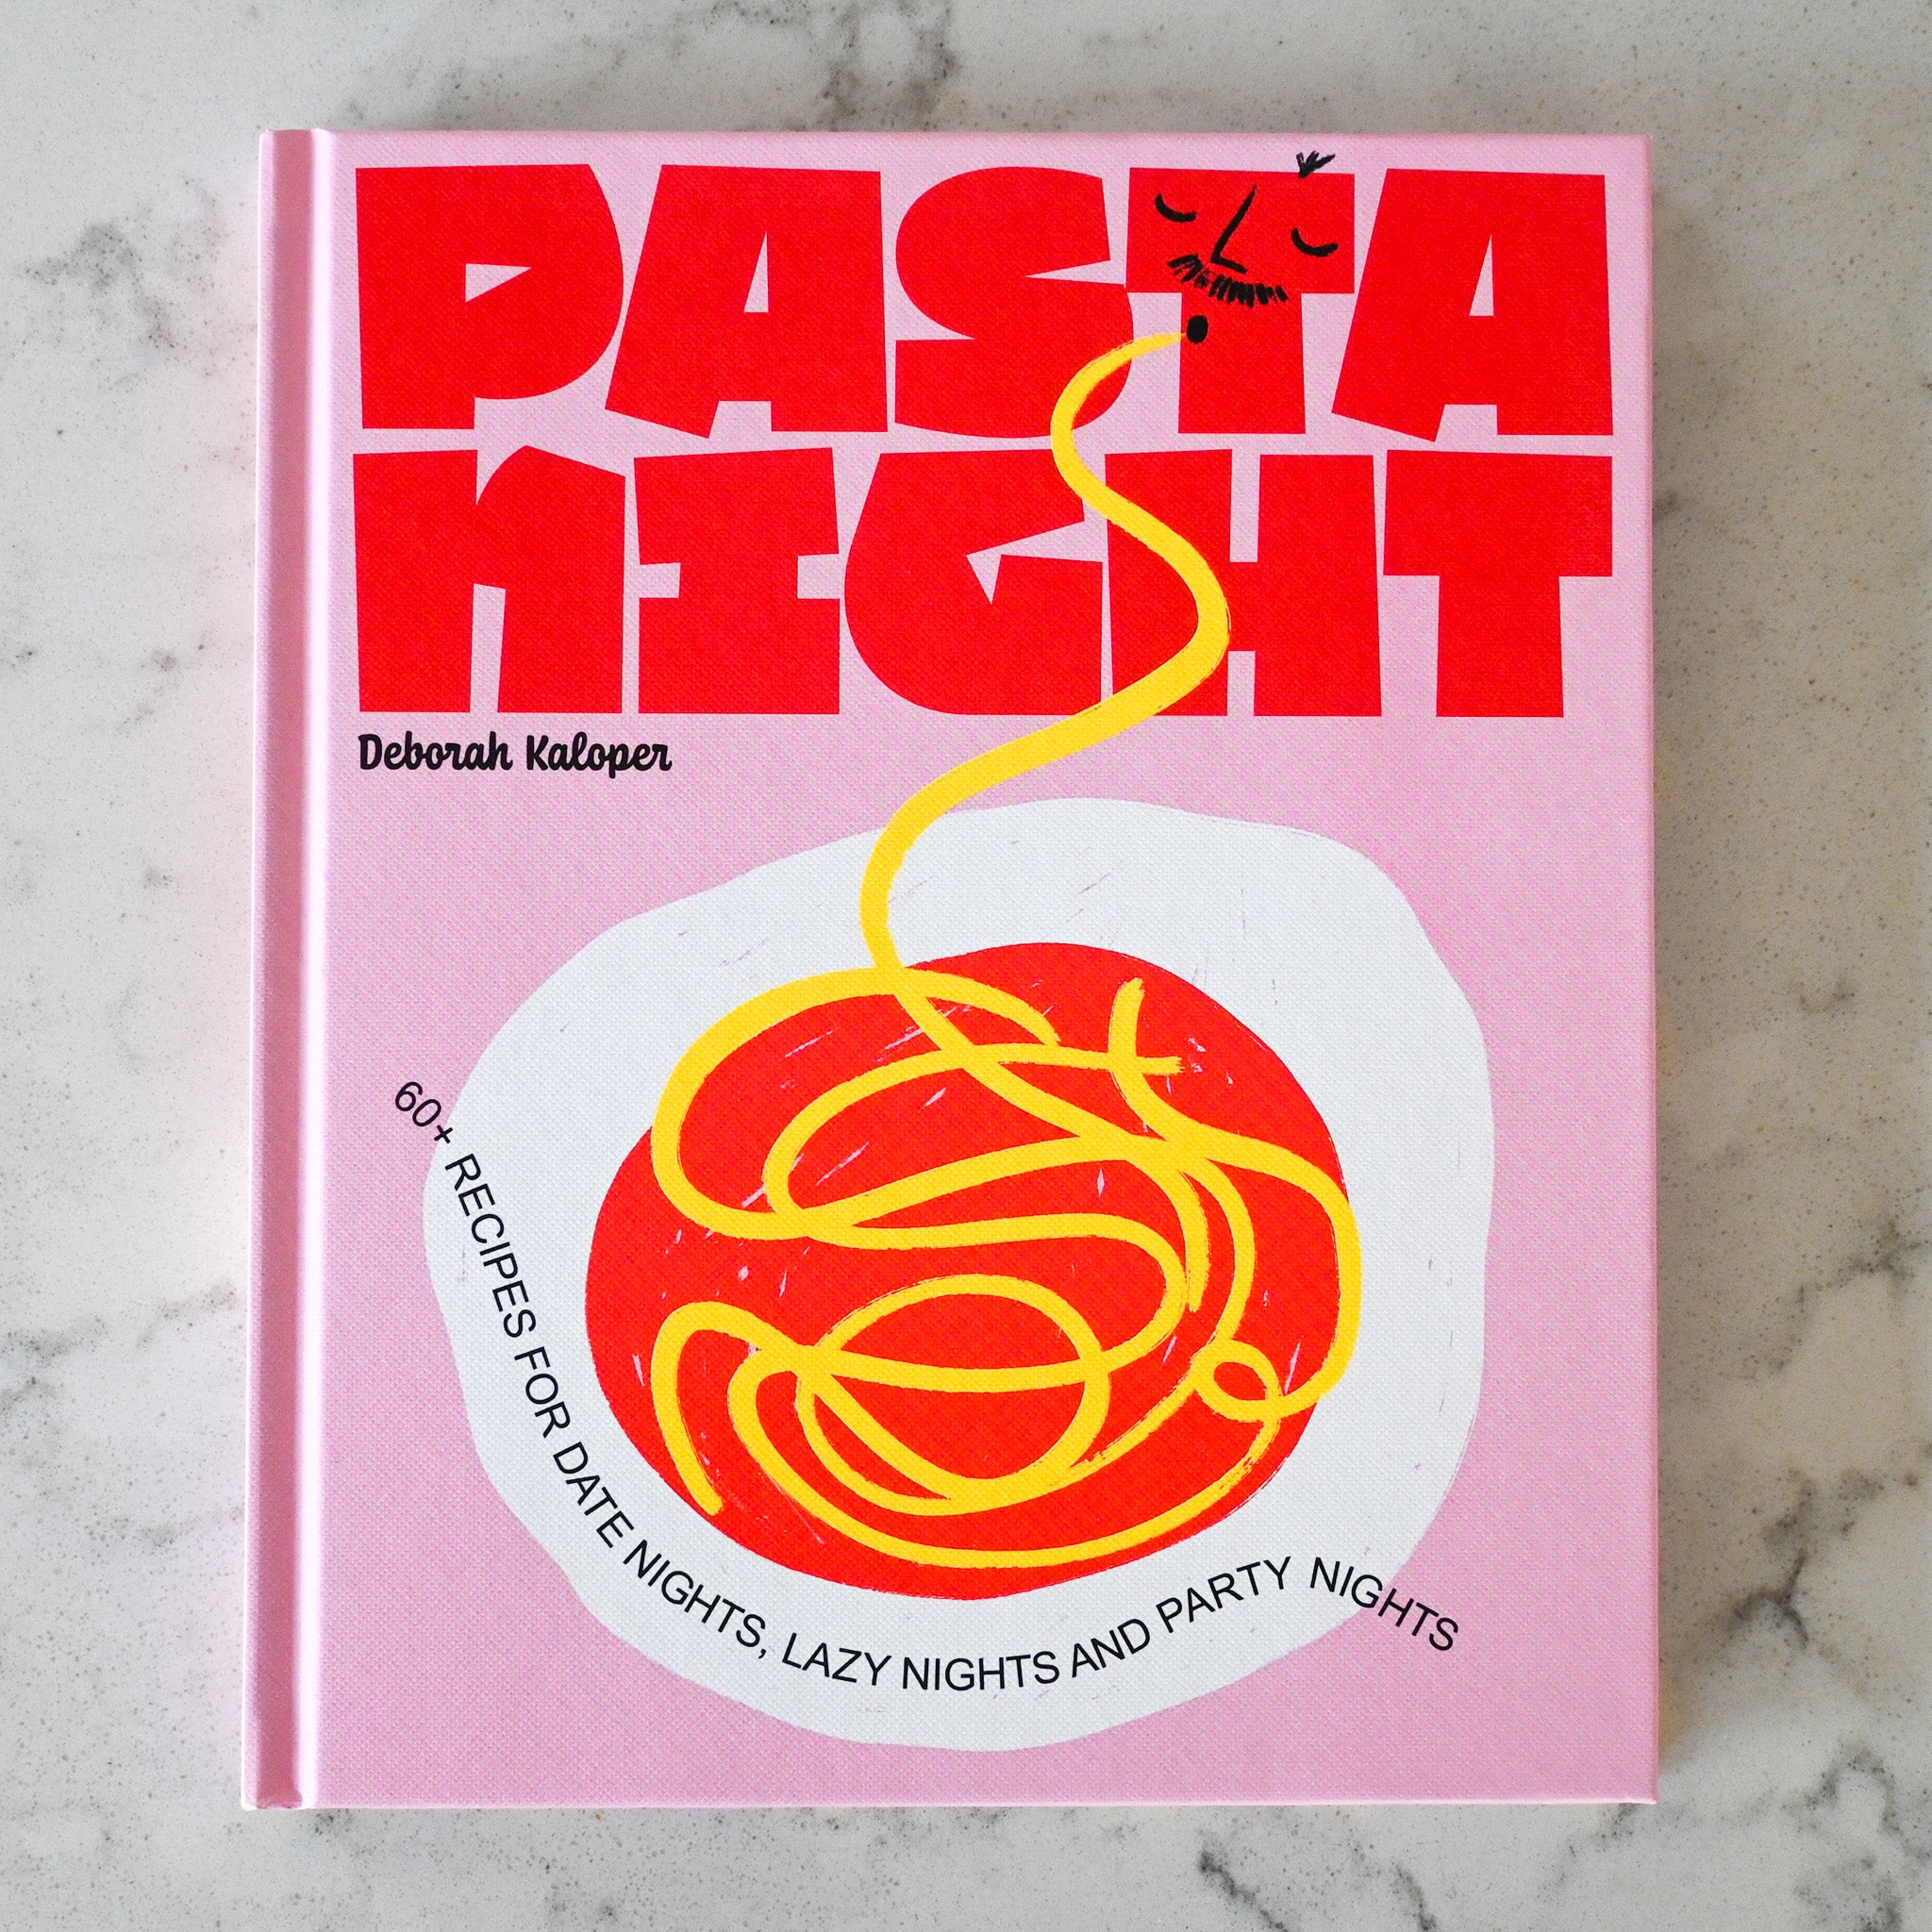 PASTA
NIGHT
Deborah Kaloper
60+ RECIPES FOR DATE NIGHTS, LAZY NIGHTS AND PARTY NIGHTS